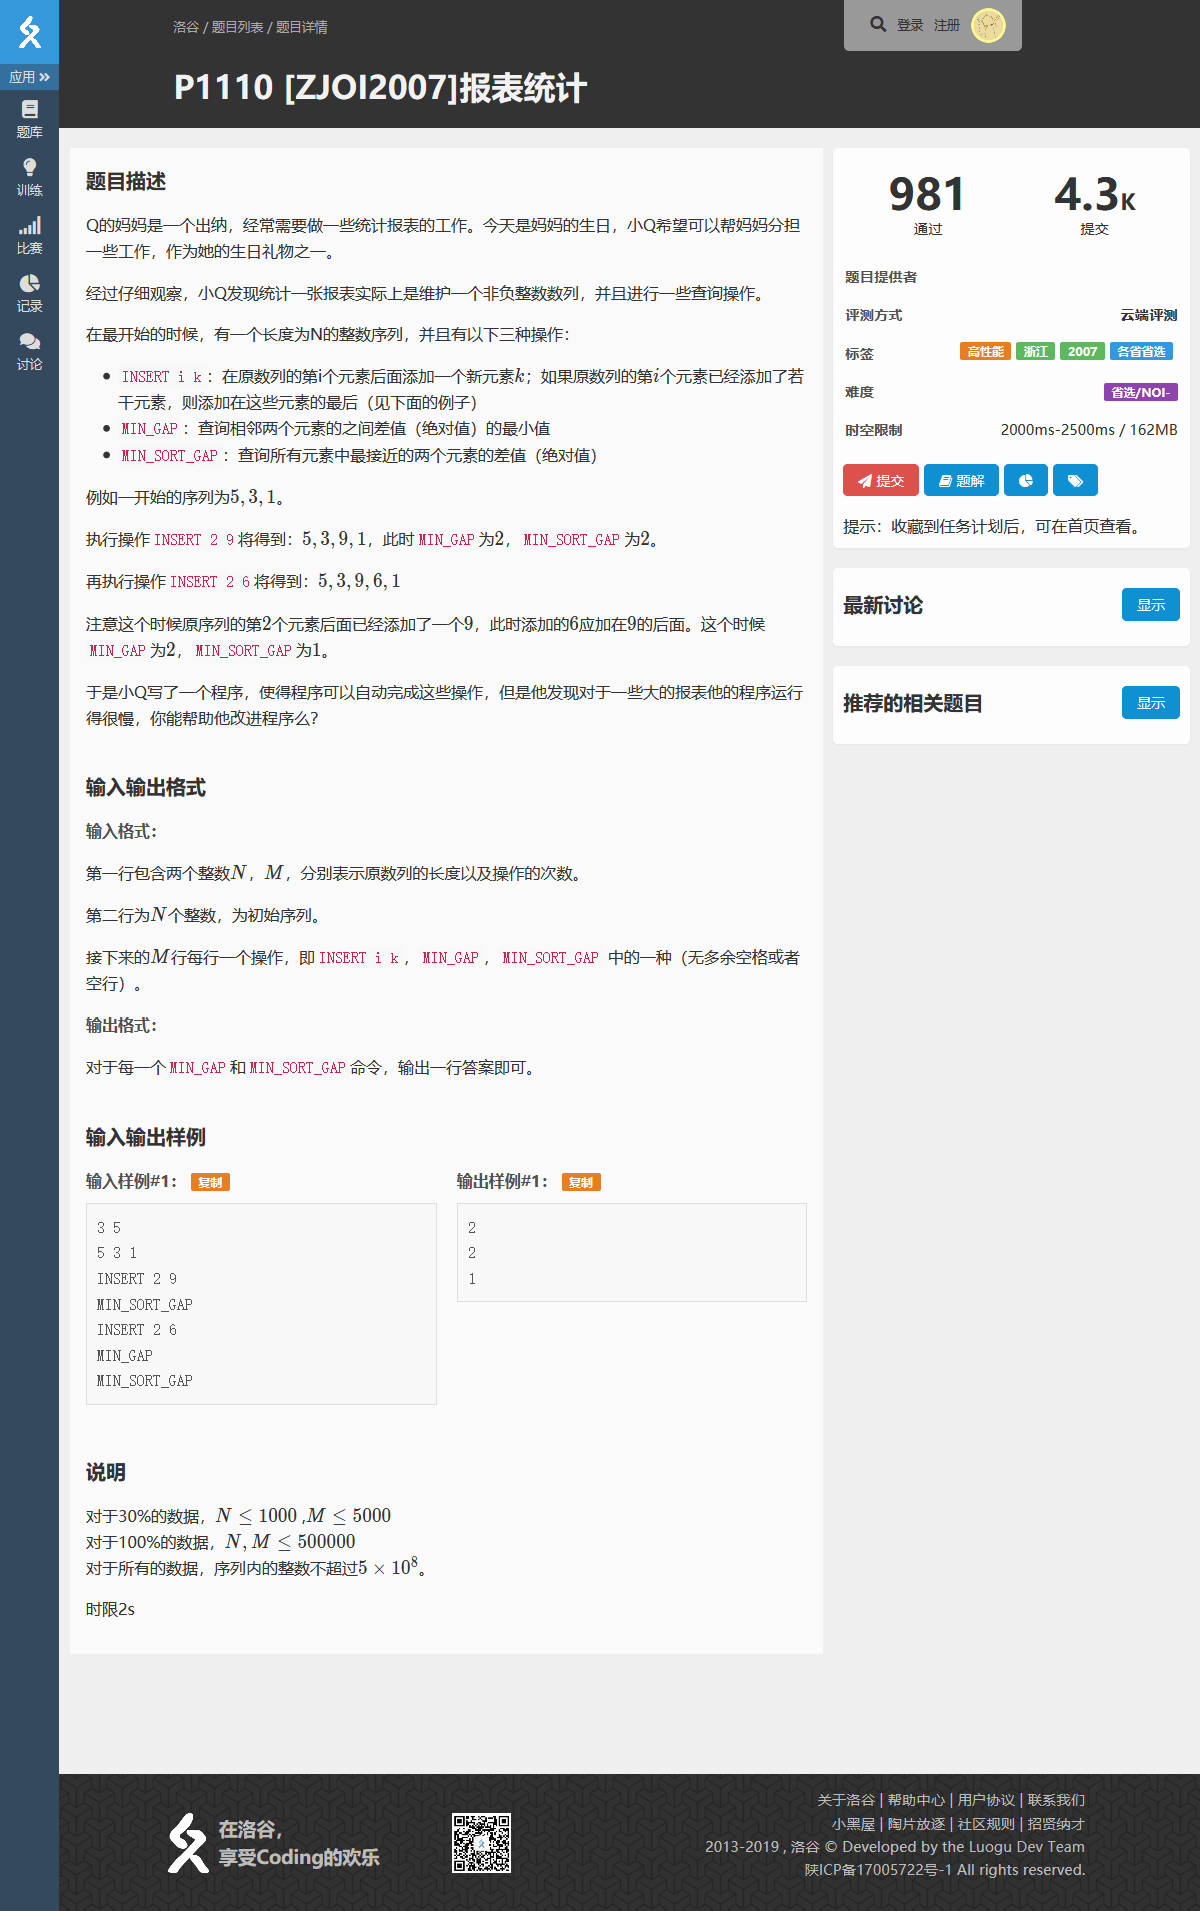 洛谷 / 题目列表 / 题目详情
登录 注册
P1110 [ZJOI2007]报表统计
应用
题库
训练
比赛
记录
讨论
题目描述
Q的妈妈是一个出纳，经常需要做一些统计报表的工作。今天是妈妈的生日，小Q希望可以帮妈妈分担
一些工作，作为她的生日礼物之一。
经过仔细观察，小Q发现统计一张报表实际上是维护一个非负整数数列，并且进行一些查询操作。
在最开始的时候，有一个长度为N的整数序列，并且有以下三种操作：
INSERT i k ：在原数列的第i个元素后面添加一个新元素k；如果原数列的第i个元素已经添加了若
干元素，则添加在这些元素的最后（见下面的例子）
MIN_GAP ：查询相邻两个元素的之间差值（绝对值）的最小值
MIN_SORT_GAP ：查询所有元素中最接近的两个元素的差值（绝对值）
例如一开始的序列为5, 3, 1。
执行操作 INSERT 2 9 将得到：5, 3, 9, 1，此时 MIN_GAP 为2， MIN_SORT_GAP 为2。
再执行操作 INSERT 2 6 将得到：5, 3, 9, 6, 1
注意这个时候原序列的第2个元素后面已经添加了一个9，此时添加的6应加在9的后面。这个时候
MIN_GAP 为2， MIN_SORT_GAP 为1。
于是小Q写了一个程序，使得程序可以自动完成这些操作，但是他发现对于一些大的报表他的程序运行
得很慢，你能帮助他改进程序么?
输入输出格式
输入格式：
第一行包含两个整数N，M，分别表示原数列的长度以及操作的次数。
第二行为N个整数，为初始序列。
接下来的M行每行一个操作，即 INSERT i k ， MIN_GAP ， MIN_SORT_GAP 中的一种（无多余空格或者
空行）。
输出格式：
对于每一个 MIN_GAP 和 MIN_SORT_GAP 命令，输出一行答案即可。
输入输出样例
输入样例#1： 复制
3 5
5 3 1
INSERT 2 9
MIN_SORT_GAP
INSERT 2 6
MIN_GAP
MIN_SORT_GAP
输出样例#1： 复制
2
2
1
说明
对于30%的数据，N ≤ 1000 ,M ≤ 5000
对于100%的数据，N, M ≤ 500000
对于所有的数据，序列内的整数不超过5 × 10⁸。
时限2s
981 4.3K
通过 提交
题目提供者
评测方式 云端评测
标签 高性能 浙江 2007 各省省选
难度 省选/NOI-
时空限制 2000ms-2500ms / 162MB
提交 题解
提示：收藏到任务计划后，可在首页查看。
最新讨论 显示
推荐的相关题目 显示
在洛谷，
享受Coding的欢乐
关于洛谷 | 帮助中心 | 用户协议 | 联系我们
小黑屋 | 陶片放逐 | 社区规则 | 招贤纳才
2013-2019 , 洛谷 © Developed by the Luogu Dev Team
陕ICP备17005722号-1 All rights reserved.